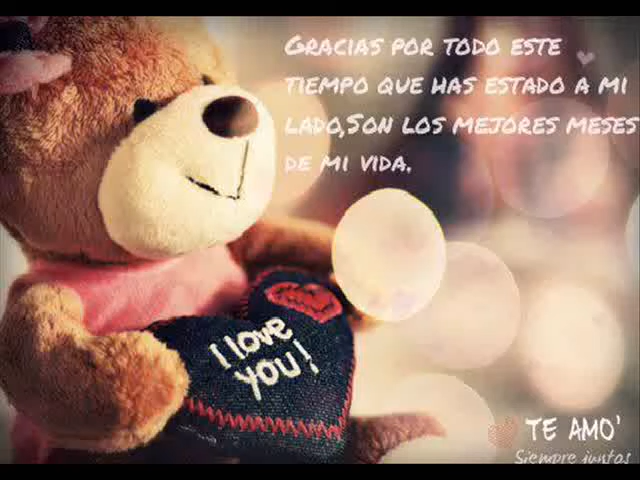 GRACIAS POR TODO ESTE
TIEMPO QUE HAS ESTADO A MI
LADO,SON LOS MEJORES MESES
DE MI VIDA.
I love
you!
TE AMO'
Siempre juntos